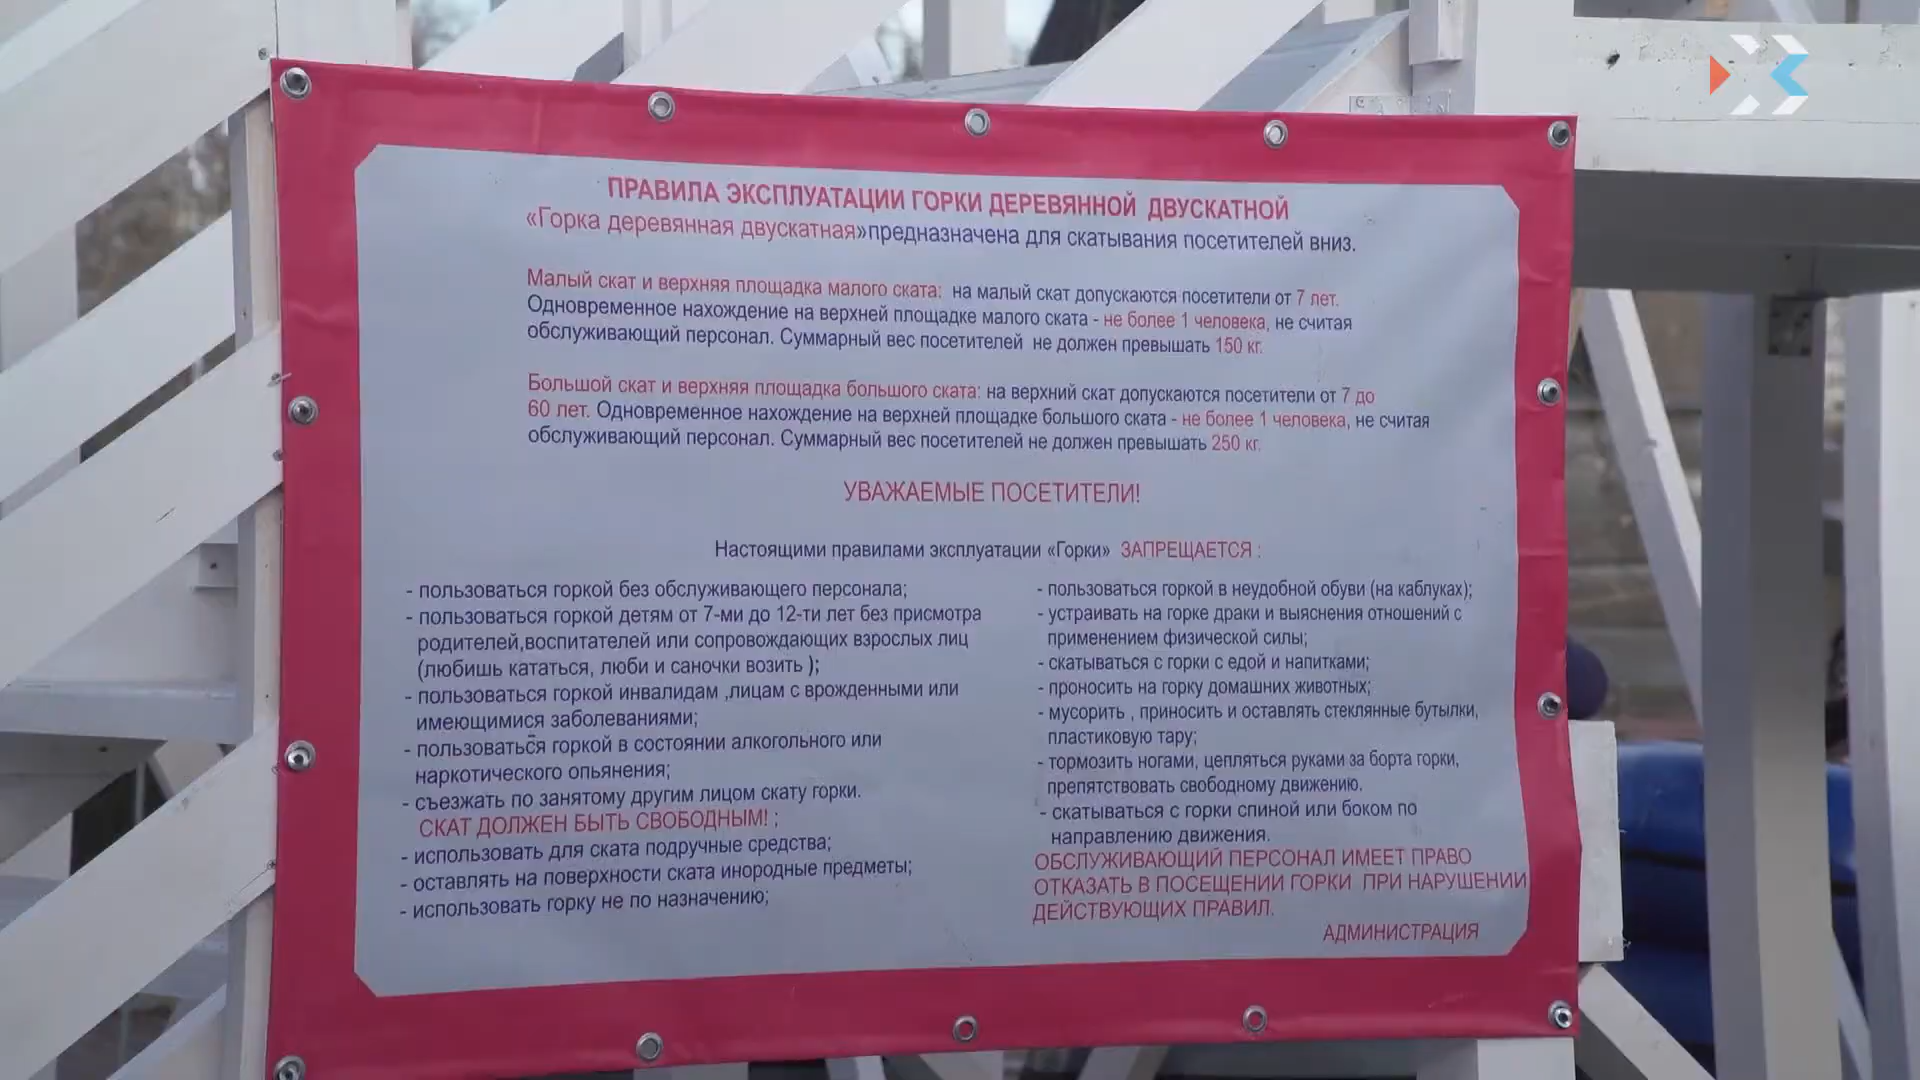 ПРАВИЛА ЭКСПЛУАТАЦИИ ГОРКИ ДЕРЕВЯННОЙ ДВУСКАТНОЙ
«Горка деревянная двускатная»предназначена для скатывания посетителей вниз.
Малый скат и верхняя площадка малого ската: на малый скат допускаются посетители от 7 лет.
Одновременное нахождение на верхней площадке малого ската - не более 1 человека, не считая
обслуживающий персонал. Суммарный вес посетителей не должен превышать 150 кг.
Большой скат и верхняя площадка большого ската: на верхний скат допускаются посетители от 7 до
60 лет. Одновременное нахождение на верхней площадке большого ската - не более 1 человека, не считая
обслуживающий персонал. Суммарный вес посетителей не должен превышать 250 кг.
УВАЖАЕМЫЕ ПОСЕТИТЕЛИ!
Настоящими правилами эксплуатации «Горки» ЗАПРЕЩАЕТСЯ :
- пользоваться горкой без обслуживающего персонала;
- пользоваться горкой детям от 7-ми до 12-ти лет без присмотра
родителей,воспитателей или сопровождающих взрослых лиц
(любишь кататься, люби и саночки возить );
- пользоваться горкой инвалидам ,лицам с врожденными или
имеющимися заболеваниями;
- пользоваться горкой в состоянии алкогольного или
наркотического опьянения;
- съезжать по занятому другим лицом скату горки.
СКАТ ДОЛЖЕН БЫТЬ СВОБОДНЫМ! ;
- использовать для ската подручные средства;
- оставлять на поверхности ската инородные предметы;
- использовать горку не по назначению;
- пользоваться горкой в неудобной обуви (на каблуках);
- устраивать на горке драки и выяснения отношений с
применением физической силы;
- скатываться с горки с едой и напитками;
- проносить на горку домашних животных;
- мусорить , приносить и оставлять стеклянные бутылки,
пластиковую тару;
- тормозить ногами, цепляться руками за борта горки,
препятствовать свободному движению.
- скатываться с горки спиной или боком по
направлению движения.
ОБСЛУЖИВАЮЩИЙ ПЕРСОНАЛ ИМЕЕТ ПРАВО
ОТКАЗАТЬ В ПОСЕЩЕНИИ ГОРКИ ПРИ НАРУШЕНИИ
ДЕЙСТВУЮЩИХ ПРАВИЛ.
АДМИНИСТРАЦИЯ